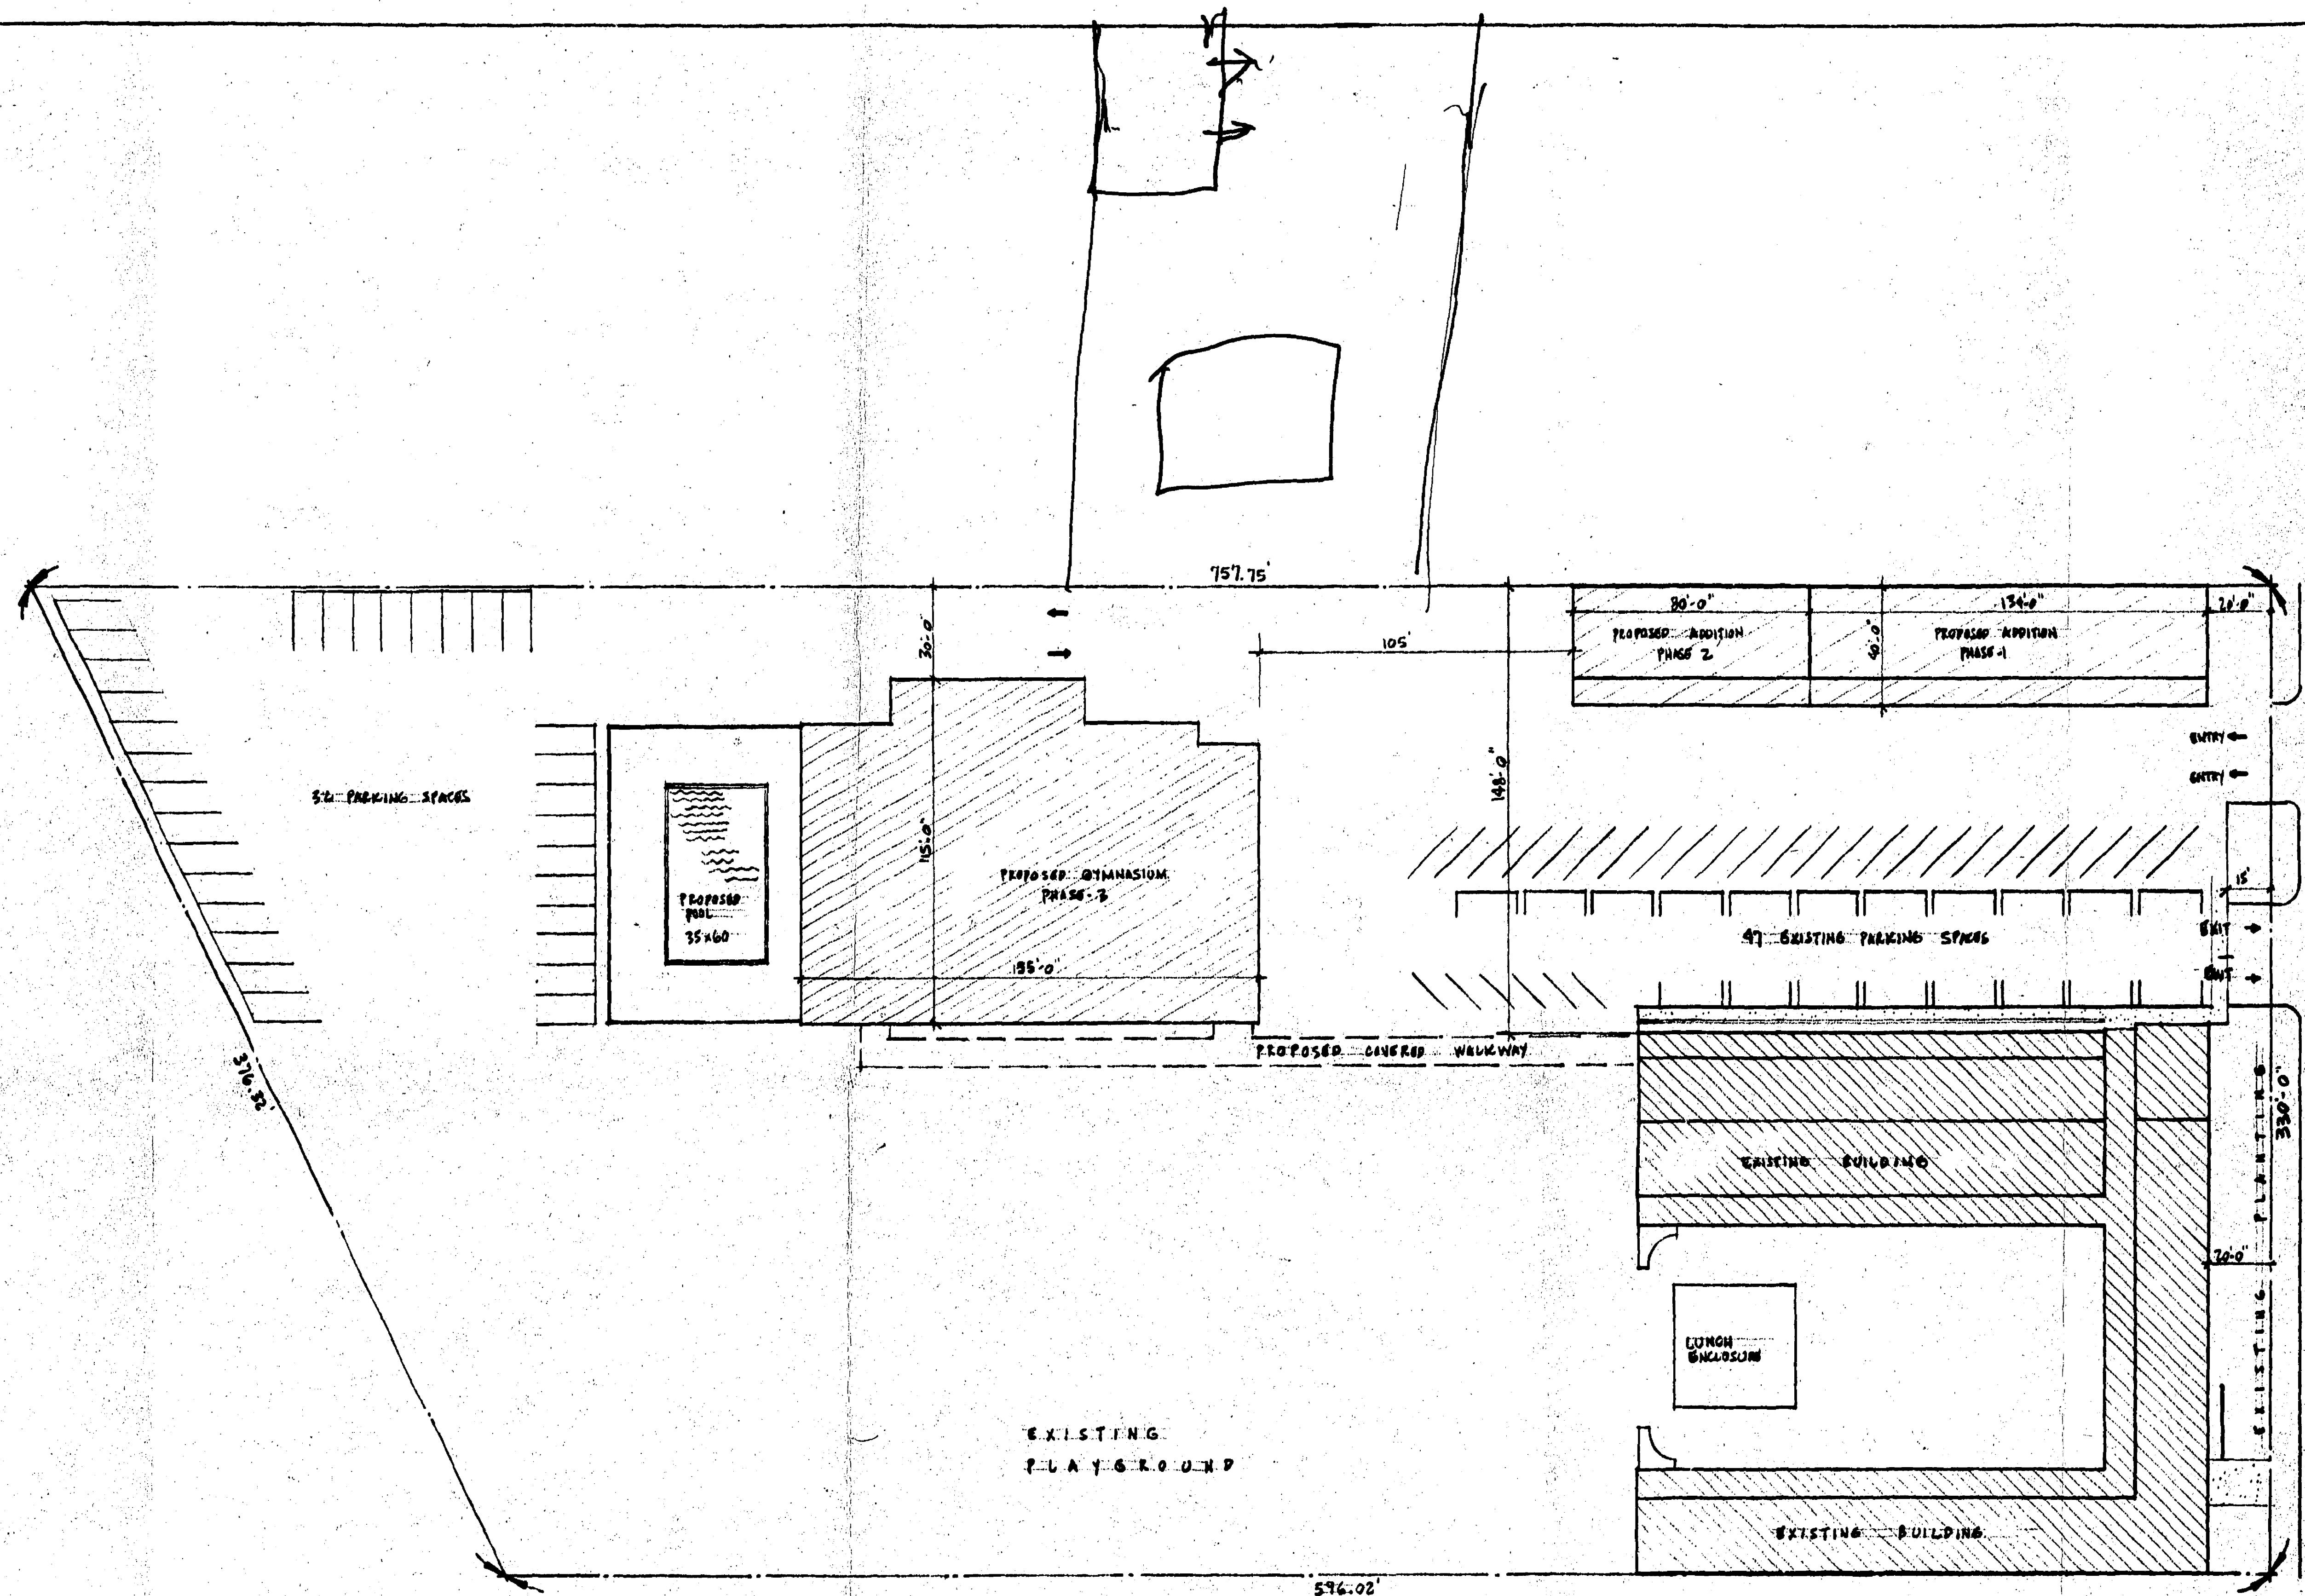 757.75'
80'-0"
134'-0"
20'-0"
30'-0"
105'
PROPOSED ADDITION
PHASE 2
40'-0"
PROPOSED ADDITION
PHASE-1
ENTRY
ENTRY
148'-0"
32 PARKING SPACES
115'-0"
PROPOSED GYMNASIUM
PHASE-3
PROPOSED
POOL
35x60
15'
47 EXISTING PARKING SPACES
EXIT
EXIT
155'-0"
PROPOSED COVERED WALKWAY
376.32'
EXISTING PLANTING
330'-0"
EXISTING BUILDING
20'-0"
LUNCH
ENCLOSURE
EXISTING
PLAYGROUND
EXISTING BUILDING
596.02'